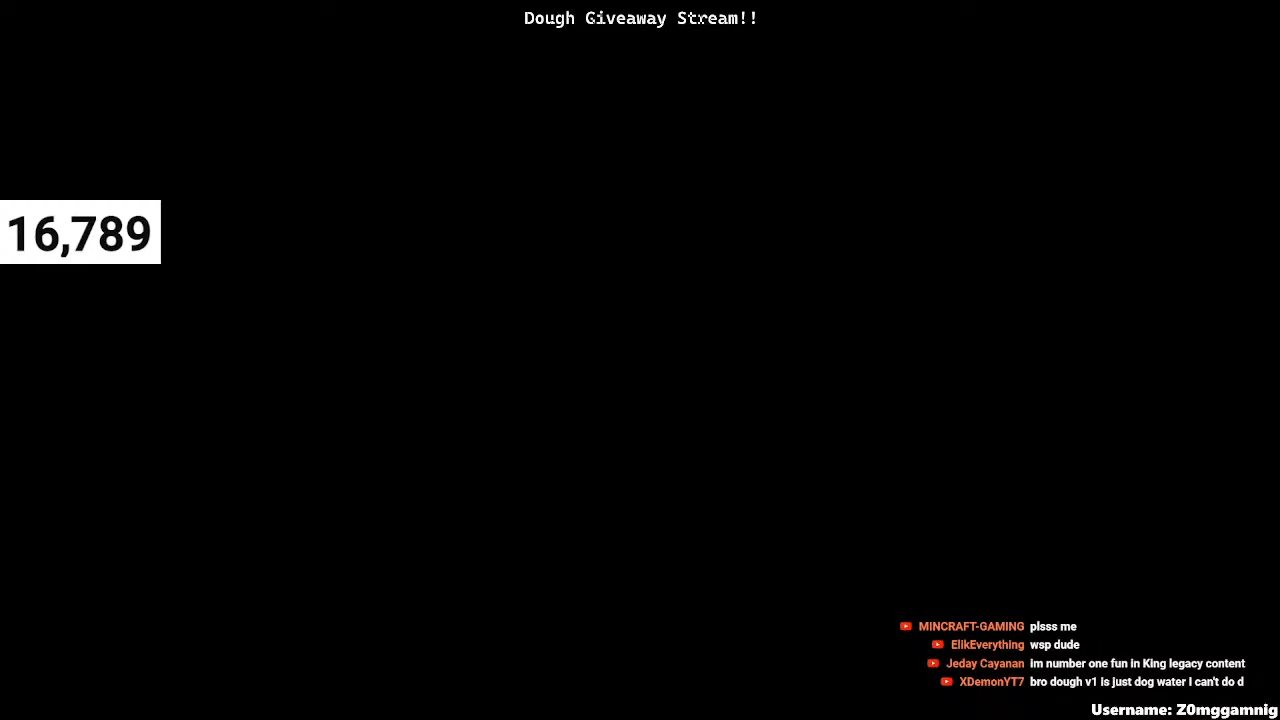 Dough Giveaway Stream!!
16,789
MINCRAFT-GAMING plsss me
ElikEverything wsp dude
Jeday Cayanan im number one fun in King legacy content
XDemonYT7 bro dough v1 is just dog water I can't do d
Username: Z0mggamnig